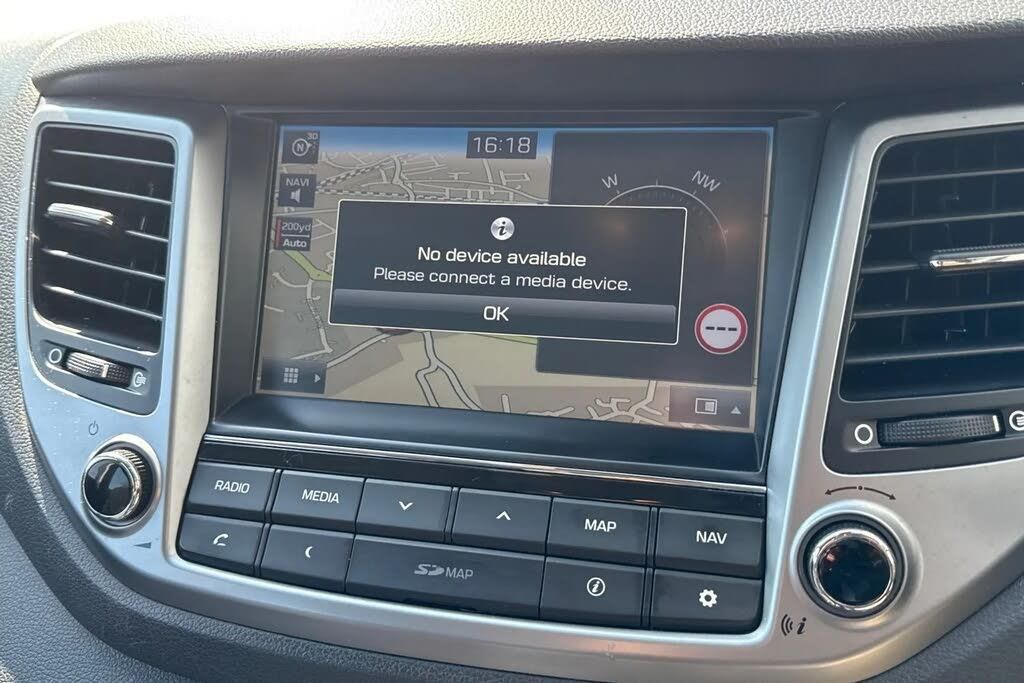 3D
N
16:18
NAVI
W
NW
200yd
Auto
i
No device available
Please connect a media device.
OK
---
RADIO
MEDIA
MAP
NAV
SD MAP
i
i